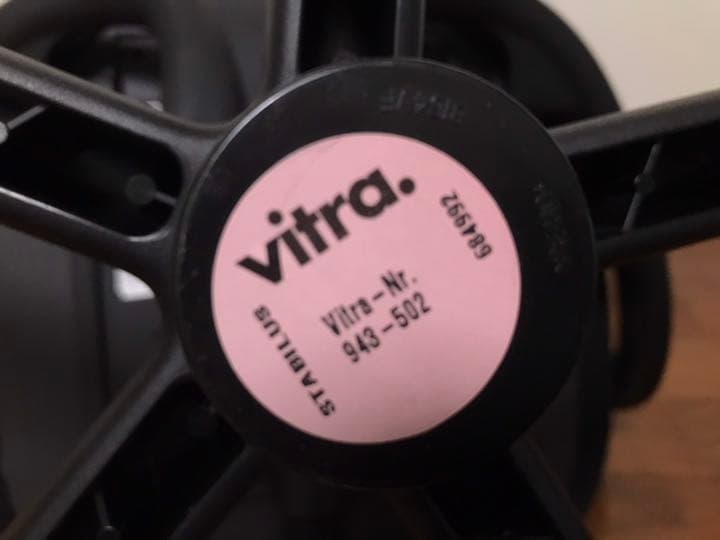 vitra.
684992
Vitra-Nr.
943-502
STABILUS